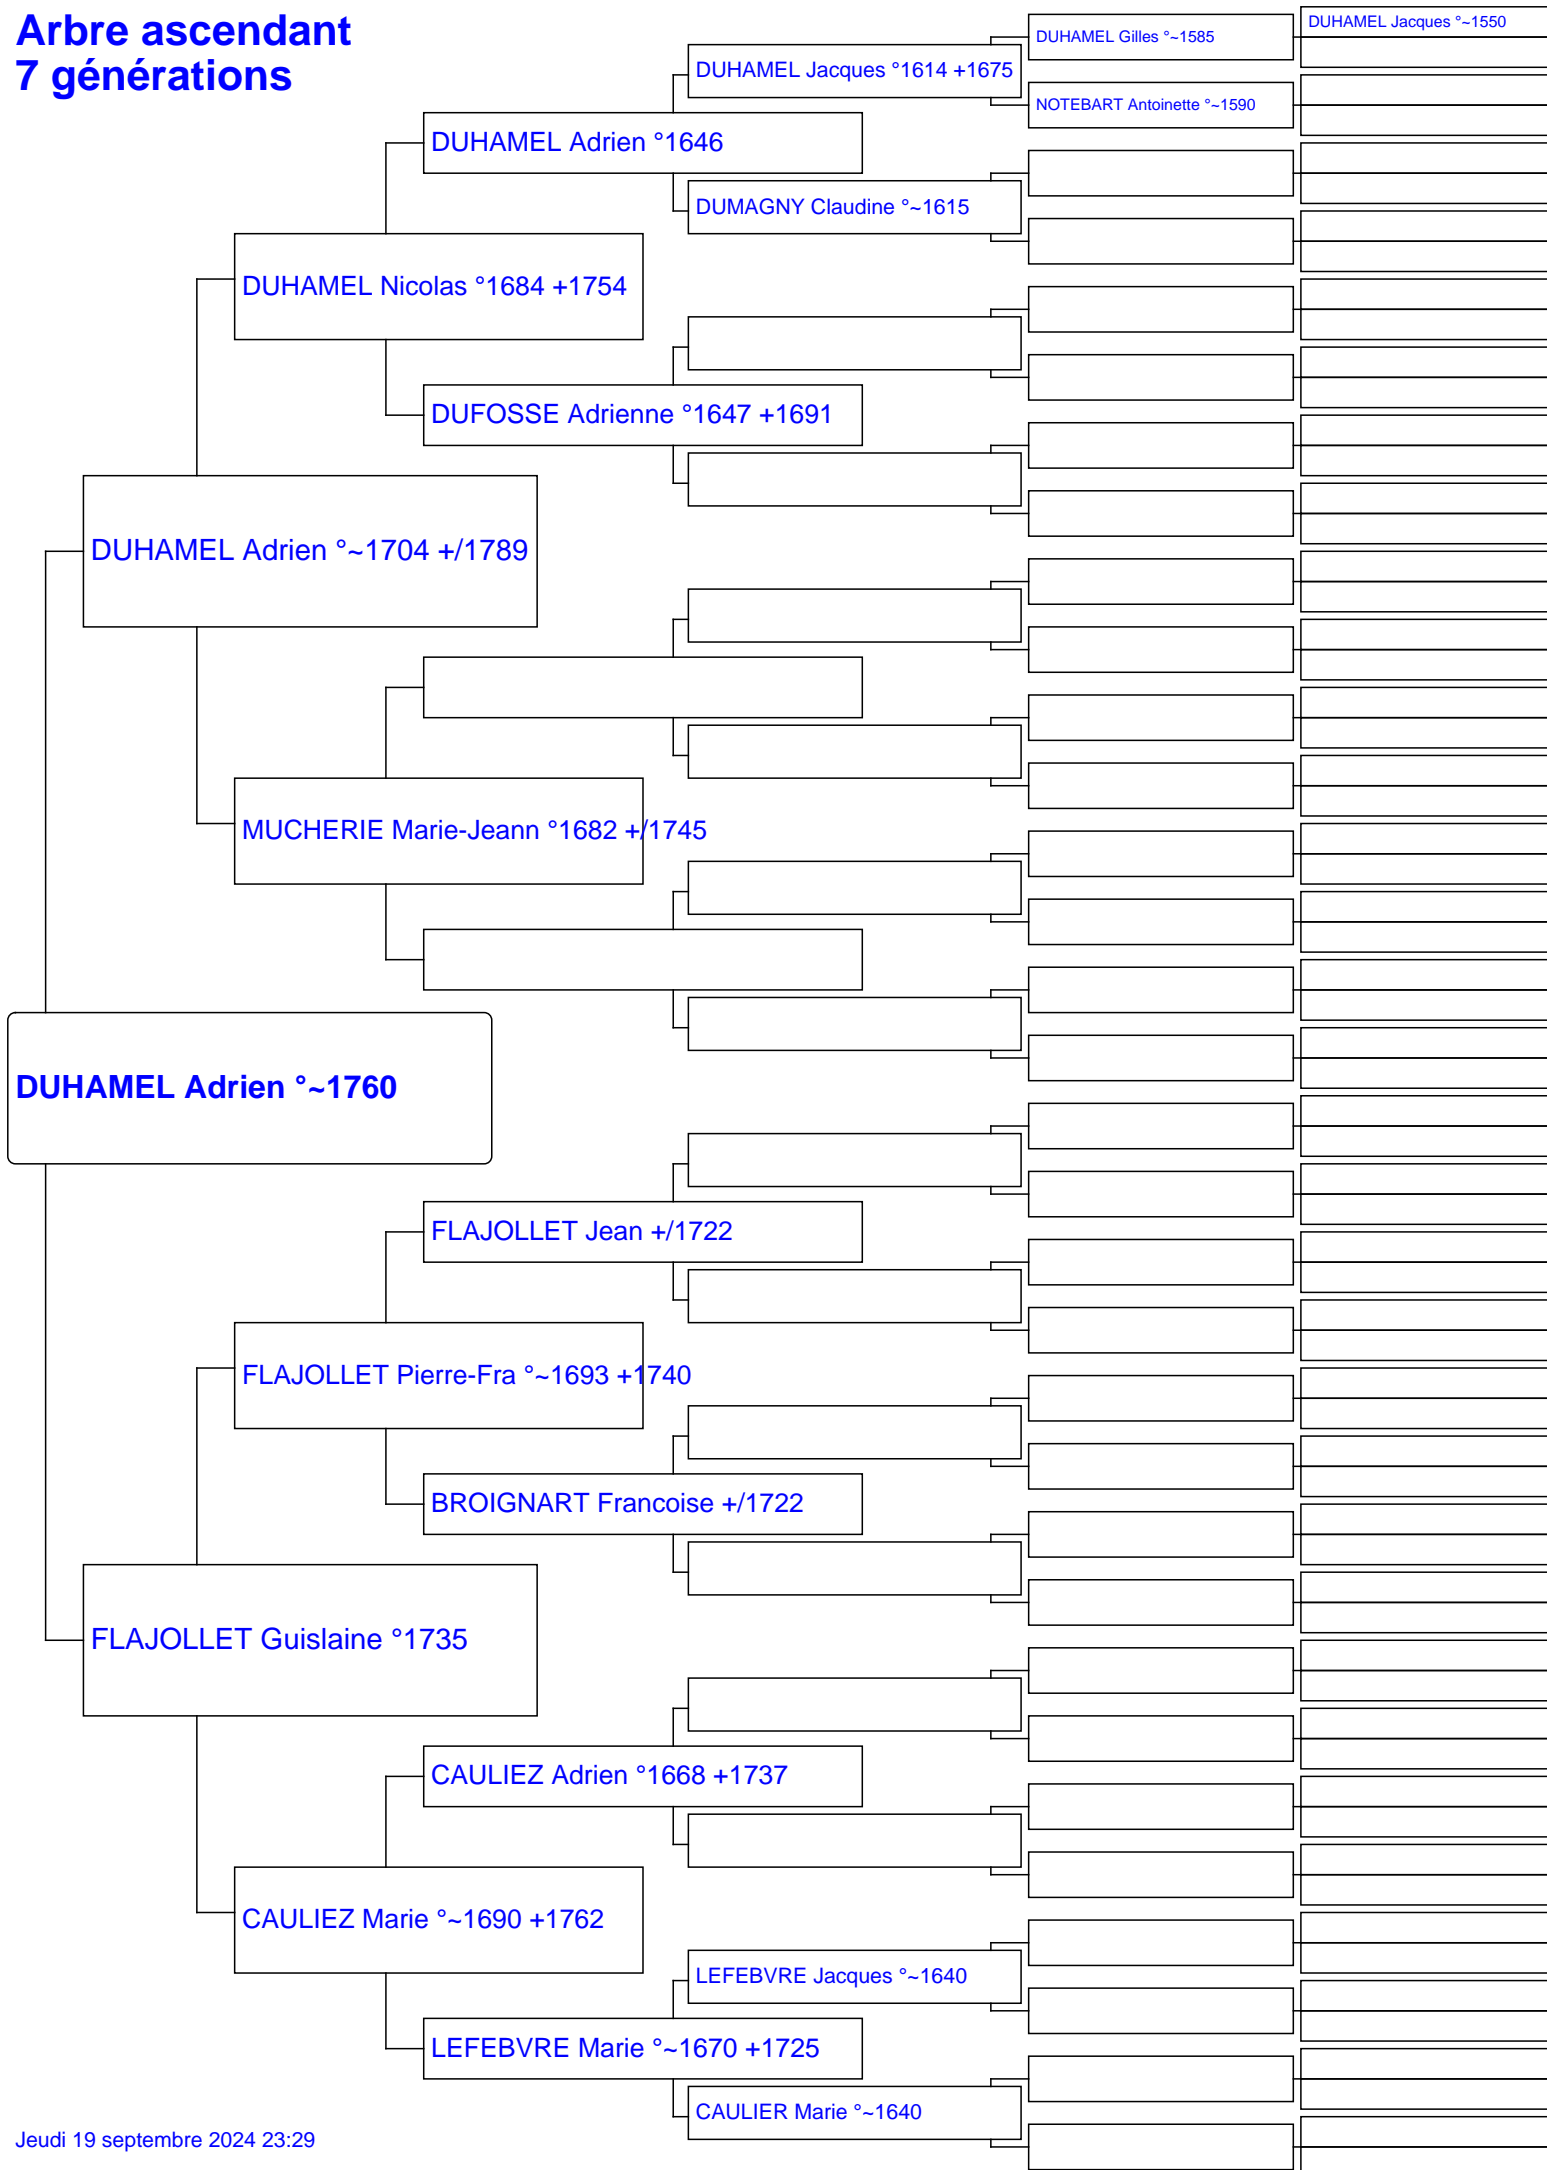 Arbre ascendant
7 générations
DUHAMEL Jacques °~1550
DUHAMEL Gilles °~1585
DUHAMEL Jacques °1614 +1675
NOTEBART Antoinette °~1590
DUHAMEL Adrien °1646
DUMAGNY Claudine °~1615
DUHAMEL Nicolas °1684 +1754
DUFOSSE Adrienne °1647 +1691
DUHAMEL Adrien °~1704 +/1789
MUCHERIE Marie-Jeann °1682 +/1745
DUHAMEL Adrien °~1760
FLAJOLLET Jean +/1722
FLAJOLLET Pierre-Fra °~1693 +1740
BROIGNART Francoise +/1722
FLAJOLLET Guislaine °1735
CAULIEZ Adrien °1668 +1737
CAULIEZ Marie °~1690 +1762
LEFEBVRE Jacques °~1640
LEFEBVRE Marie °~1670 +1725
CAULIER Marie °~1640
Jeudi 19 septembre 2024 23:29